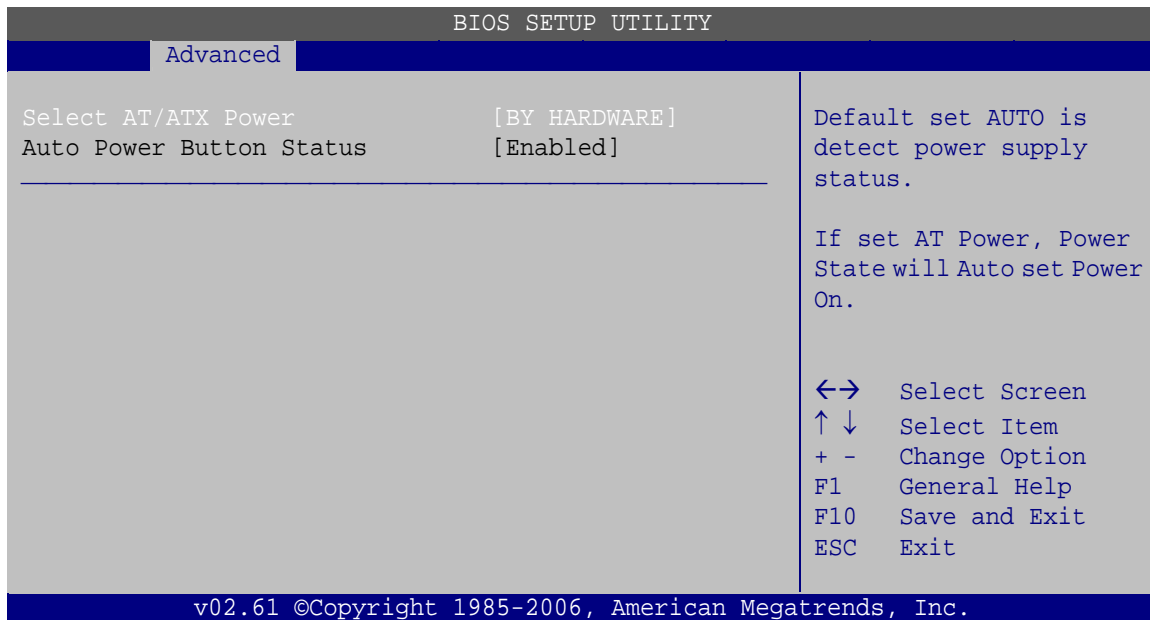 BIOS SETUP UTILITY
Advanced
Select AT/ATX Power [BY HARDWARE]
Auto Power Button Status [Enabled]
Default set AUTO is
detect power supply
status.
If set AT Power, Power
State will Auto set Power
On.
←→ Select Screen
↑ ↓ Select Item
+ - Change Option
F1 General Help
F10 Save and Exit
ESC Exit
v02.61 ©Copyright 1985-2006, American Megatrends, Inc.